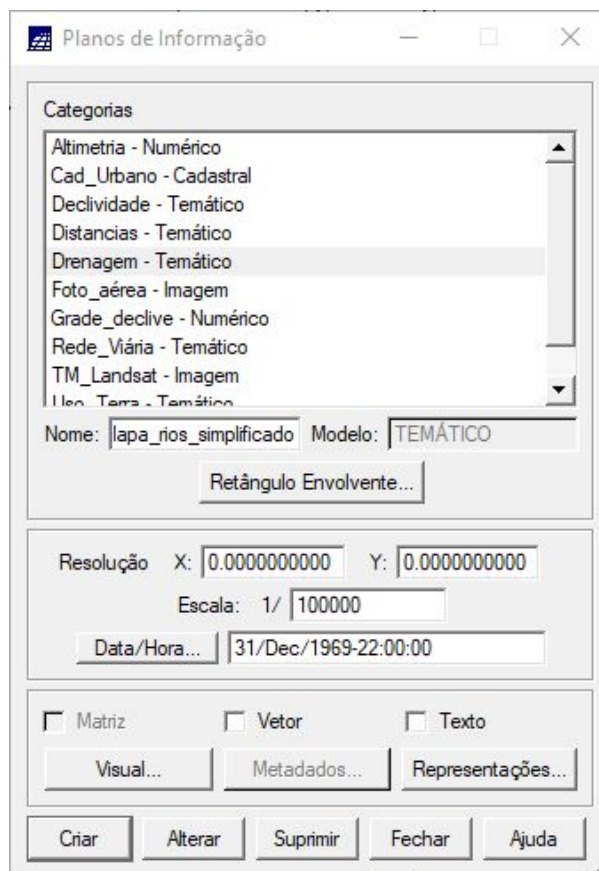 Planos de Informação
Categorias
Altimetria - Numérico
Cad_Urbano - Cadastral
Declividade - Temático
Distancias - Temático
Drenagem - Temático
Foto_aérea - Imagem
Grade_declive - Numérico
Rede_Viária - Temático
TM_Landsat - Imagem
Uso_Terra - Temático
Nome: lapa_rios_simplificado Modelo: TEMÁTICO
Retângulo Envolvente...
Resolução X: 0.0000000000 Y: 0.0000000000
Escala: 1/ 100000
Data/Hora... 31/Dec/1969-22:00:00
Matriz Vetor Texto
Visual... Metadados... Representações...
Criar Alterar Suprimir Fechar Ajuda